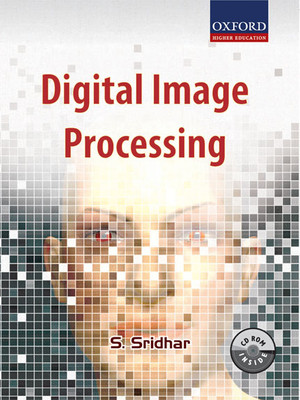 OXFORD
HIGHER EDUCATION
Digital Image
Processing
S. Sridhar
CD ROM
INSIDE